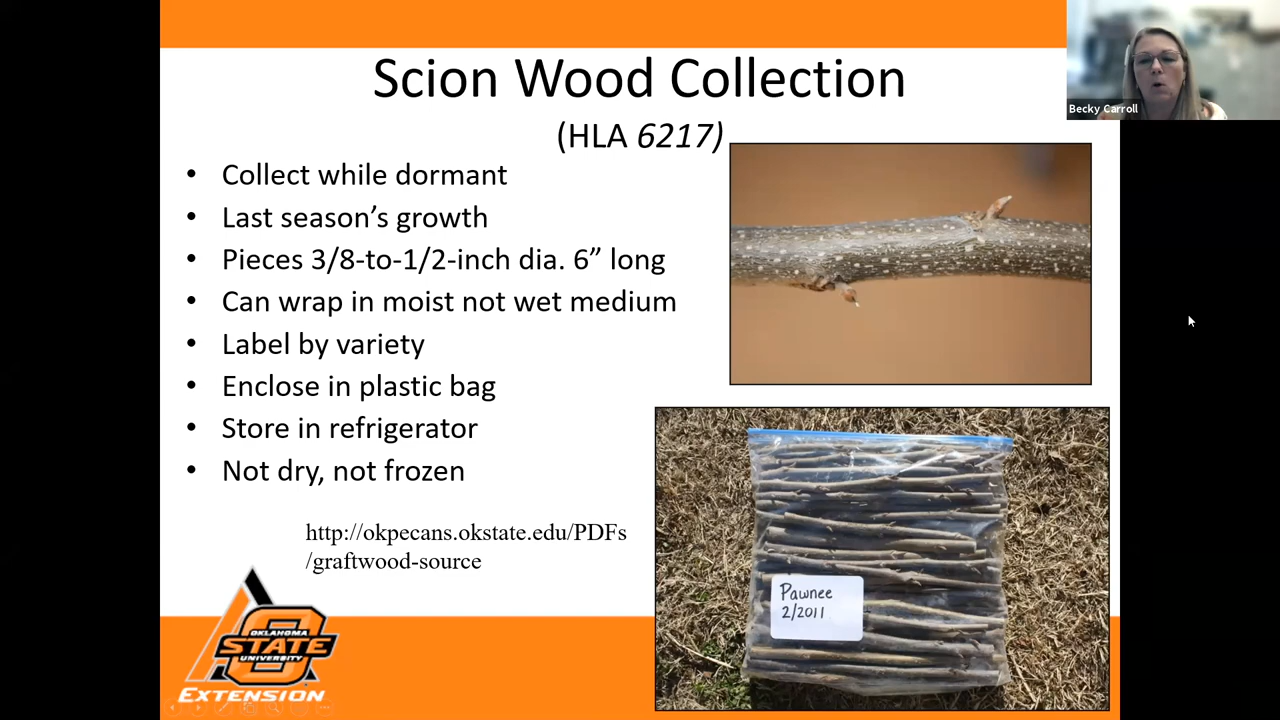 Scion Wood Collection
(HLA 6217)
• Collect while dormant
• Last season’s growth
• Pieces 3/8-to-1/2-inch dia. 6” long
• Can wrap in moist not wet medium
• Label by variety
• Enclose in plastic bag
• Store in refrigerator
• Not dry, not frozen
http://okpecans.okstate.edu/PDFs
/graftwood-source
Becky Carroll
Pawnee
2/2011
OKLAHOMA
STATE
UNIVERSITY
EXTENSION